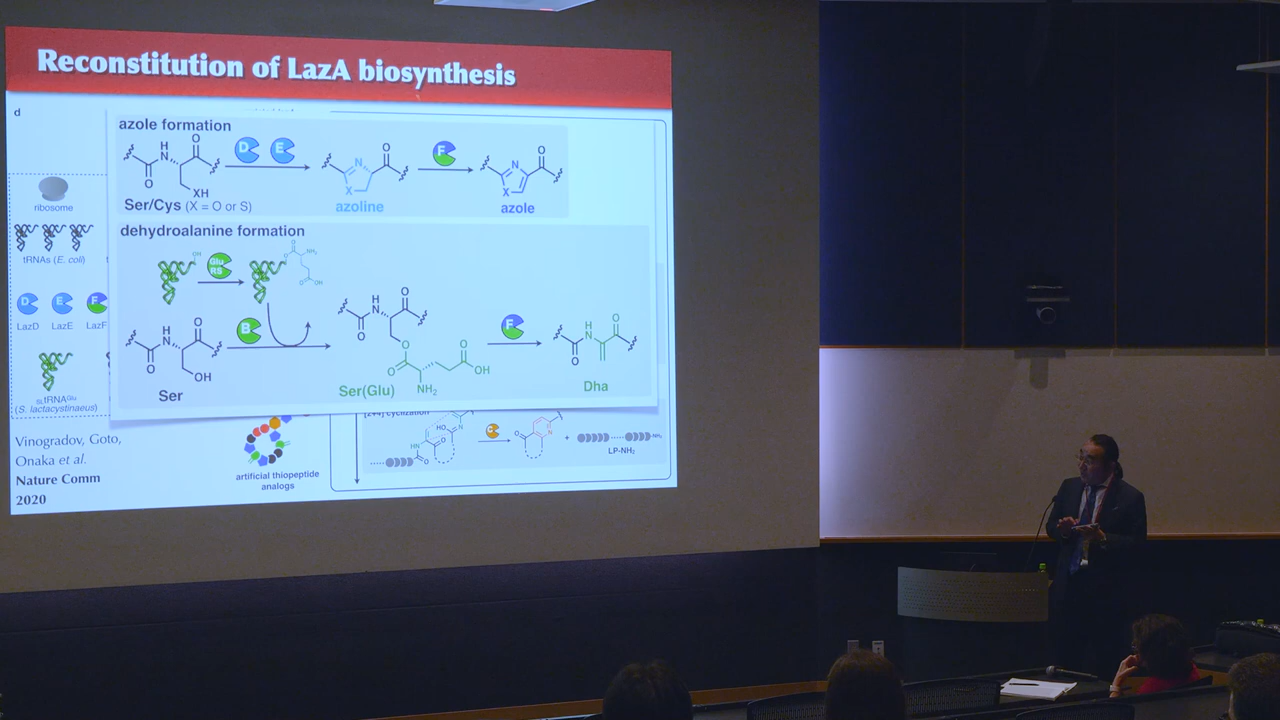 Reconstitution of LazA biosynthesis
d
azole formation
D E F
Ser/Cys (X = O or S)
azoline
azole
dehydroalanine formation
Glu
RS
B
F
Ser
Ser(Glu)
Dha
ribosome
tRNAs (E. coli)
D E F
LazD LazE LazF
SLtRNAGlu
(S. lactacystinaeus)
Vinogradov, Goto,
Onaka et al.
Nature Comm
2020
artificial thiopeptide
analogs
[2+4] cyclization
LP-NH₂